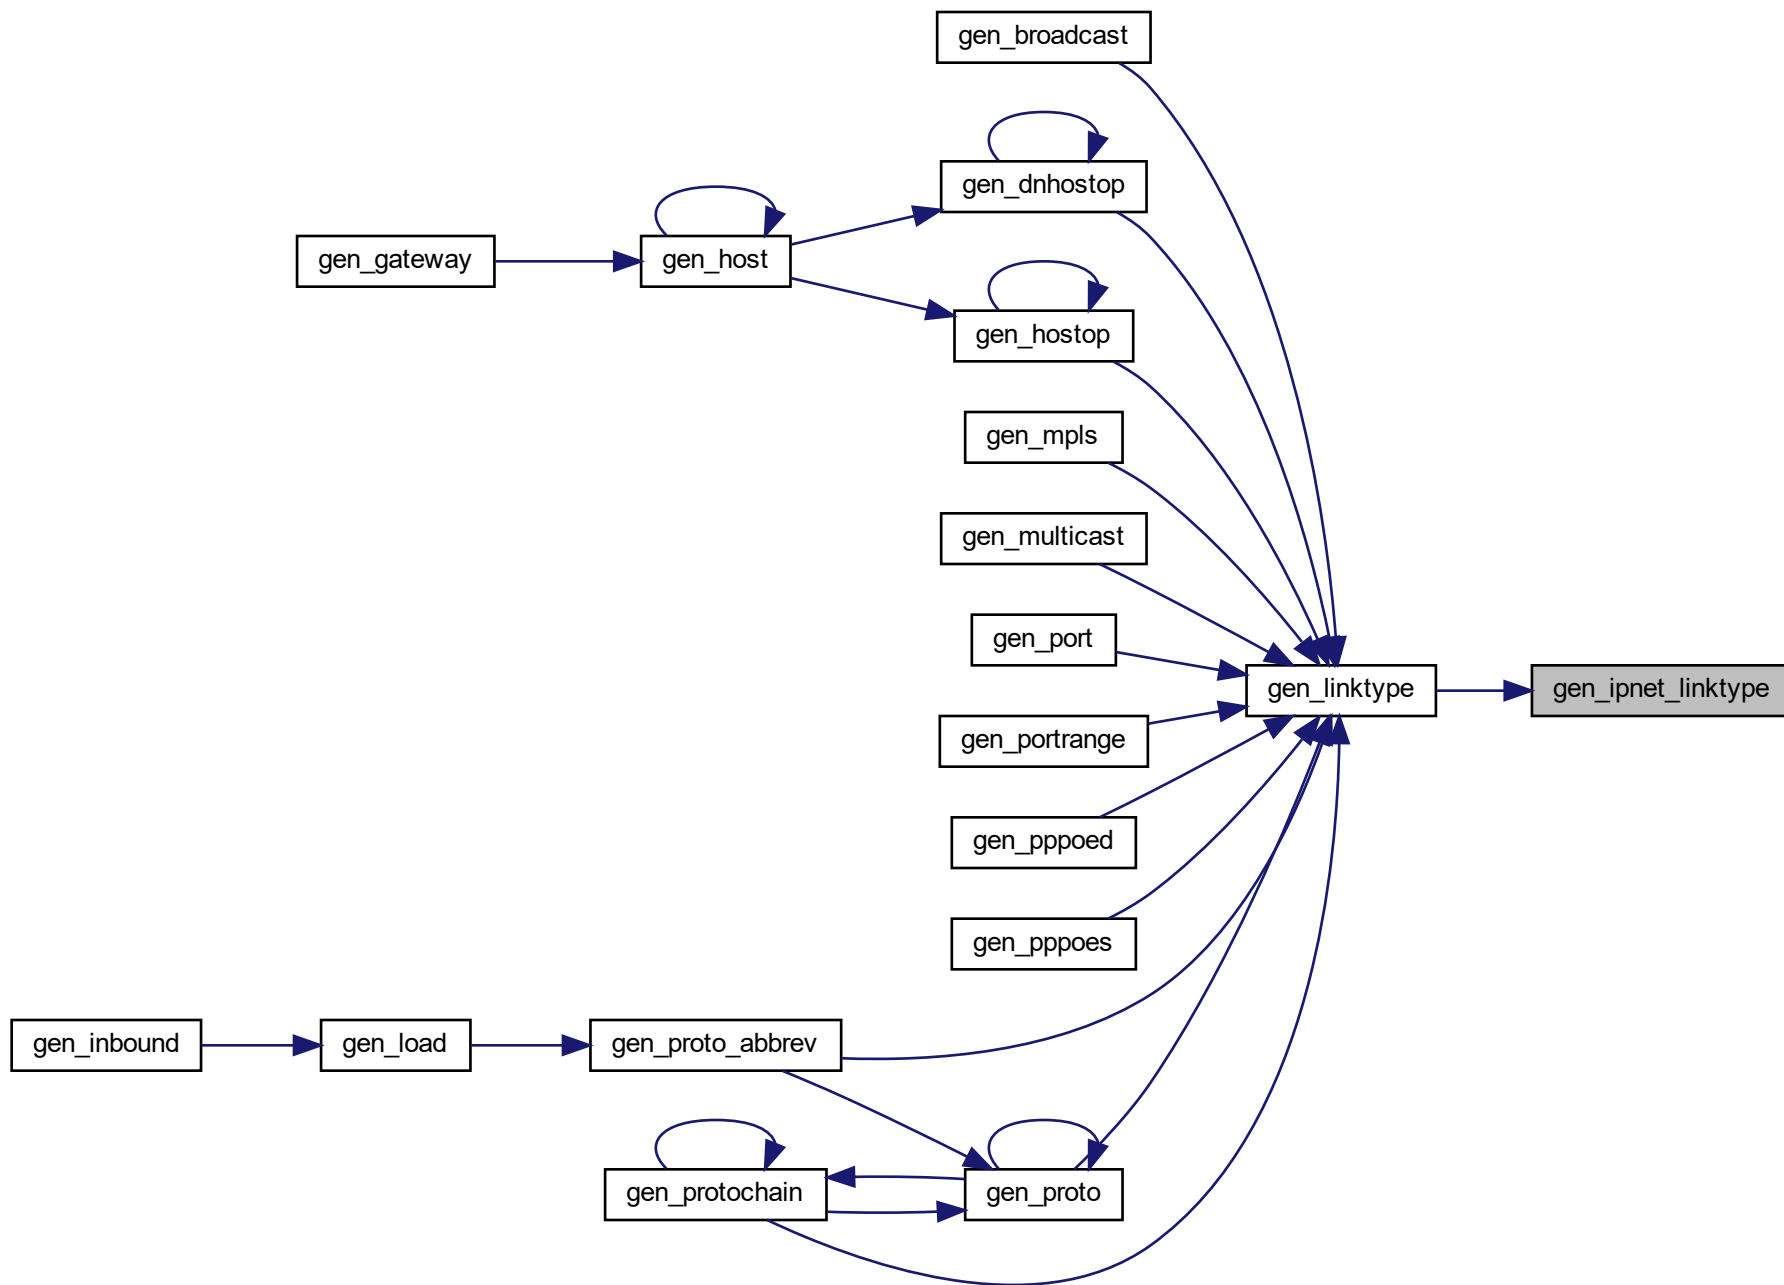 gen_broadcast
gen_dnhostop
gen_gateway
gen_host
gen_hostop
gen_mpls
gen_multicast
gen_port
gen_linktype
gen_ipnet_linktype
gen_portrange
gen_pppoed
gen_pppoes
gen_inbound
gen_load
gen_proto_abbrev
gen_protochain
gen_proto